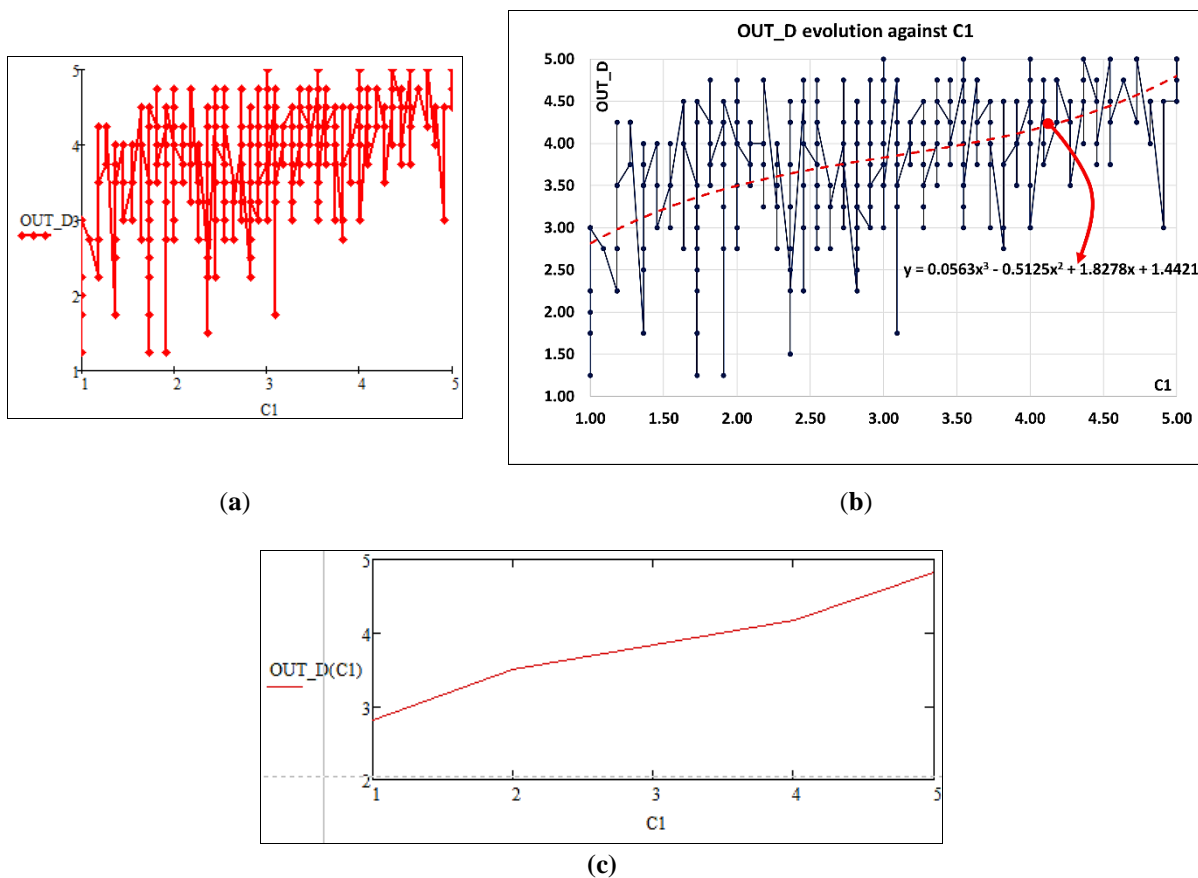 5
4
OUT_D
3
2
1
1 2 3 4 5
C1
(a)
OUT_D evolution against C1
OUT_D
5.00
4.50
4.00
3.50
3.00
2.50
2.00
1.50
1.00
y = 0.0563x³ - 0.5125x² + 1.8278x + 1.4421
C1
1.00 1.50 2.00 2.50 3.00 3.50 4.00 4.50 5.00
(b)
5
4
OUT_D(C1)
3
2
1 2 3 4 5
C1
(c)